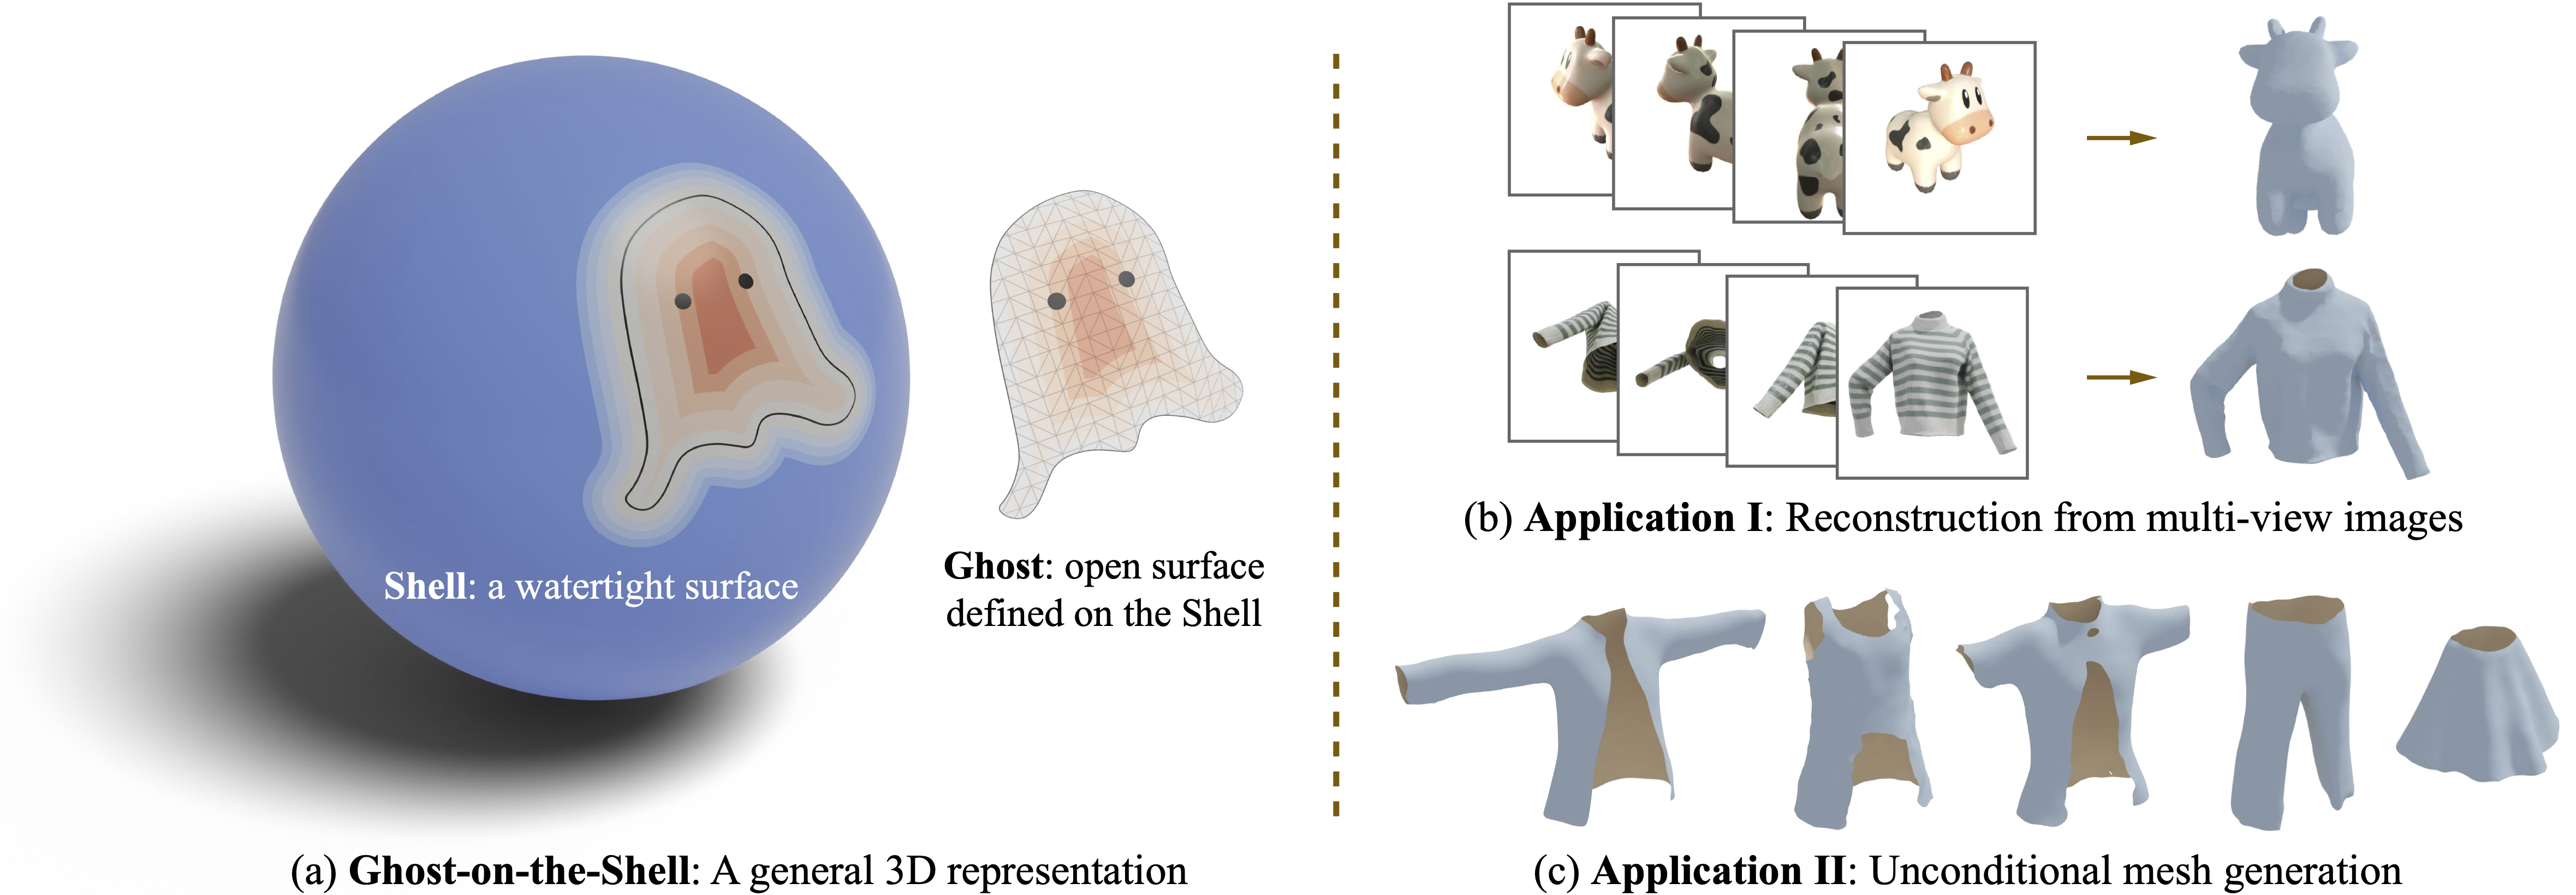 Shell: a watertight surface
Ghost: open surface
defined on the Shell
(a) Ghost-on-the-Shell: A general 3D representation
(b) Application I: Reconstruction from multi-view images
(c) Application II: Unconditional mesh generation